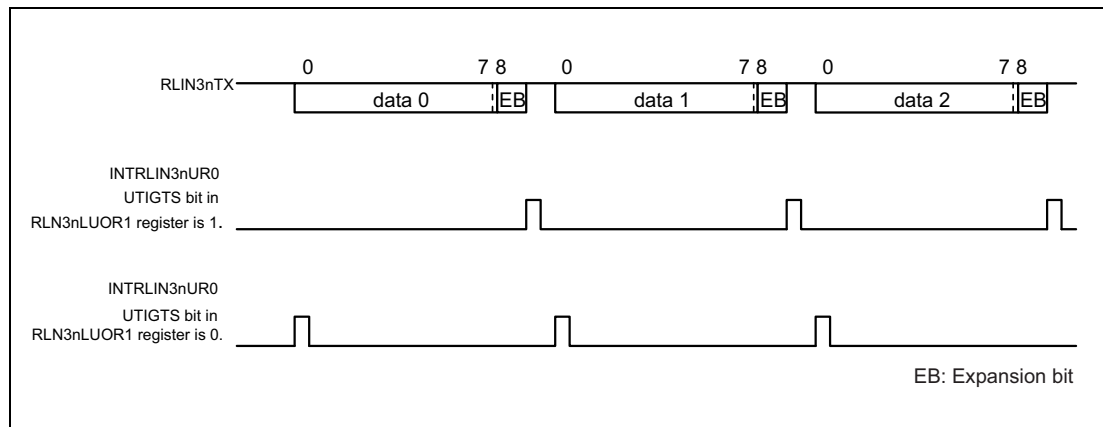 0 7 8 0 7 8 0 7 8
RLIN3nTX
data 0 EB data 1 EB data 2 EB
INTRLIN3nUR0
UTIGTS bit in
RLN3nLUOR1 register is 1.
INTRLIN3nUR0
UTIGTS bit in
RLN3nLUOR1 register is 0.
EB: Expansion bit